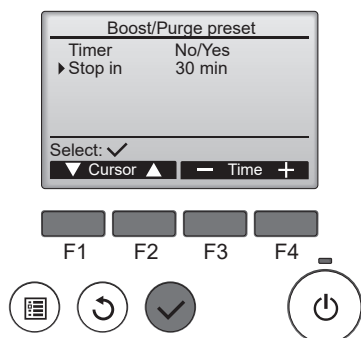 Boost/Purge preset
Timer No/Yes
Stop in 30 min
Select:
Cursor — Time +
F1 F2 F3 F4